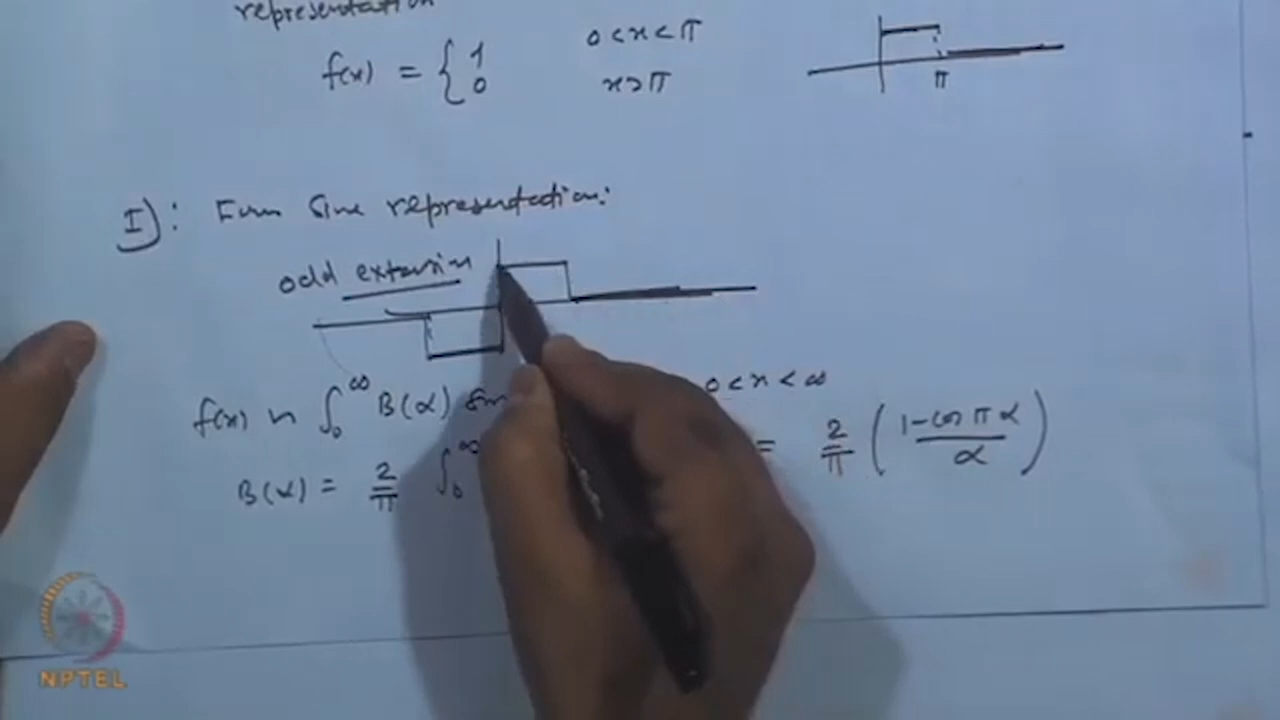 representation
f(x) = { 1 0<x<π
0 x>π
π
I): Fourier Sine representation:
odd extension
f(x) ~ ∫₀^∞ B(α) 0<x<∞
B(α) = 2/π ∫₀^∞ = 2/π ( (1-cos πα)/α )
NPTEL